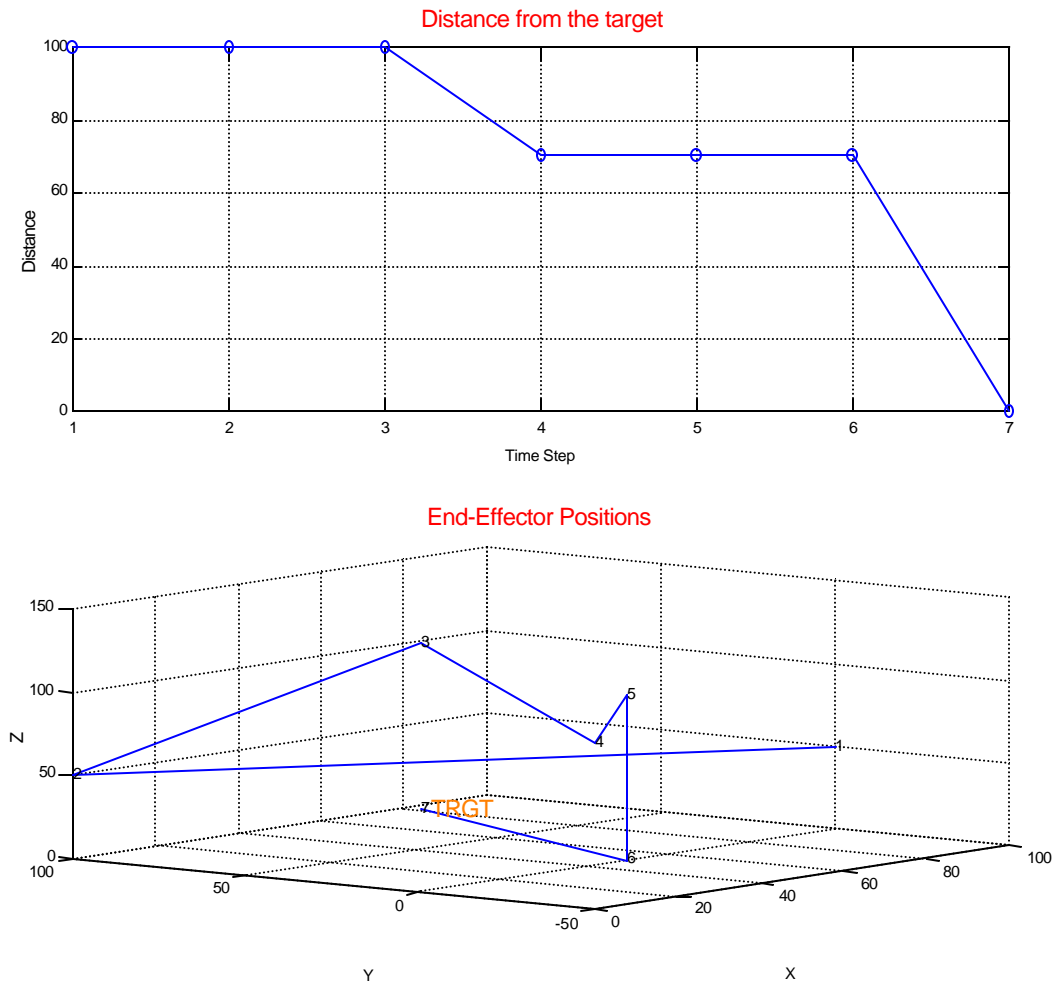 Distance from the target
100
80
60
40
20
0
Distance
1 2 3 4 5 6 7
Time Step
End-Effector Positions
150
100
50
0
Z
3
5
4
1
2
7 TRGT
6
100
50
0
-50
0
20
40
60
80
100
Y
X